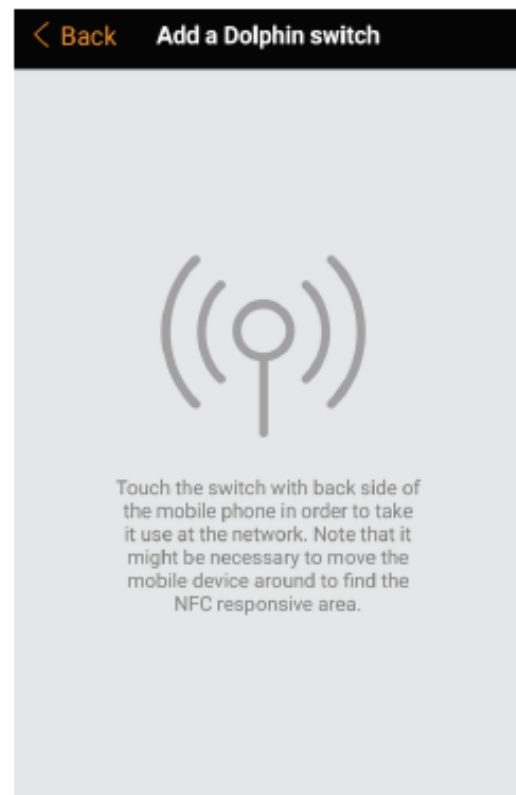 Back Add a Dolphin switch
Touch the switch with back side of
the mobile phone in order to take
it use at the network. Note that it
might be necessary to move the
mobile device around to find the
NFC responsive area.